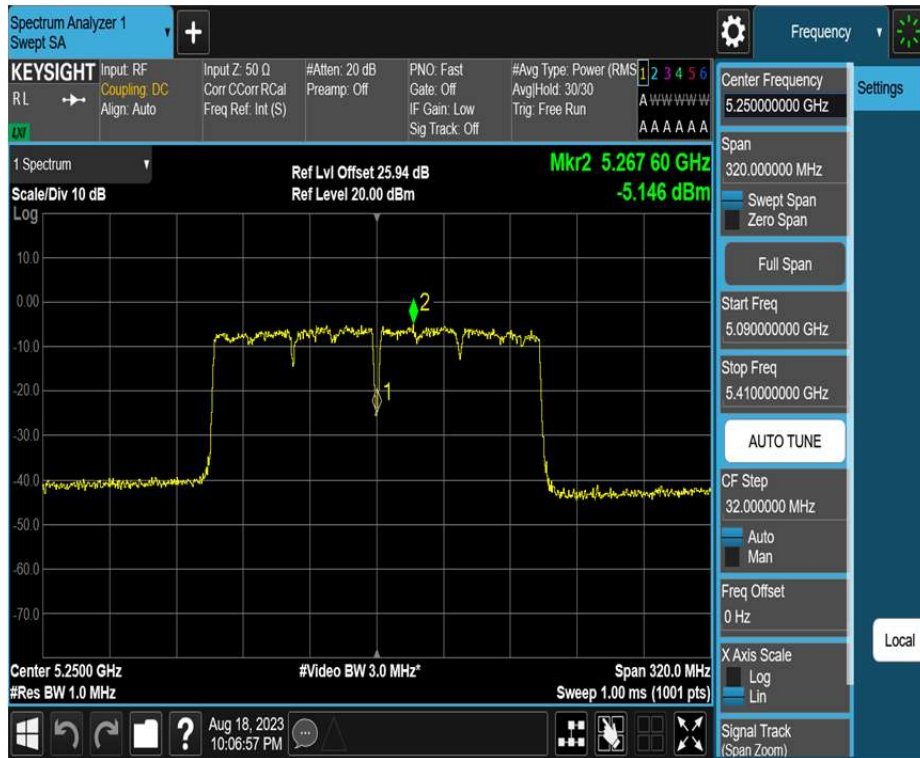 Spectrum Analyzer 1
Swept SA
Frequency
KEYSIGHT
RL
LXI
Input: RF
Coupling: DC
Align: Auto
Input Z: 50 Ω
Corr CCorr RCal
Freq Ref: Int (S)
#Atten: 20 dB
Preamp: Off
PNO: Fast
Gate: Off
IF Gain: Low
Sig Track: Off
#Avg Type: Power (RMS
Avg|Hold: 30/30
Trig: Free Run
1 2 3 4 5 6
A W W W W W
A A A A A A
1 Spectrum
Scale/Div 10 dB
Log
Ref Lvl Offset 25.94 dB
Ref Level 20.00 dBm
Mkr2 5.267 60 GHz
-5.146 dBm
10.0
0.00
-10.0
-20.0
-30.0
-40.0
-50.0
-60.0
-70.0
2
1
Center 5.2500 GHz
#Res BW 1.0 MHz
#Video BW 3.0 MHz*
Span 320.0 MHz
Sweep 1.00 ms (1001 pts)
?
Aug 18, 2023
10:06:57 PM
Center Frequency
5.250000000 GHz
Span
320.000000 MHz
Swept Span
Zero Span
Full Span
Start Freq
5.090000000 GHz
Stop Freq
5.410000000 GHz
AUTO TUNE
CF Step
32.000000 MHz
Auto
Man
Freq Offset
0 Hz
X Axis Scale
Log
Lin
Signal Track
(Span Zoom)
Settings
Local